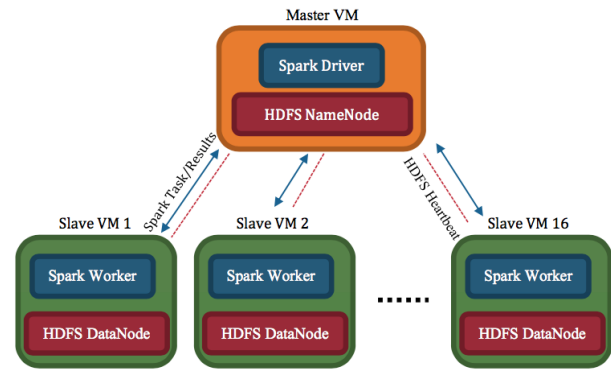 Master VM
Spark Driver
HDFS NameNode
Spark Task/Results
HDFS Heartbeat
Slave VM 1
Slave VM 2
Slave VM 16
Spark Worker
Spark Worker
Spark Worker
HDFS DataNode
HDFS DataNode
HDFS DataNode